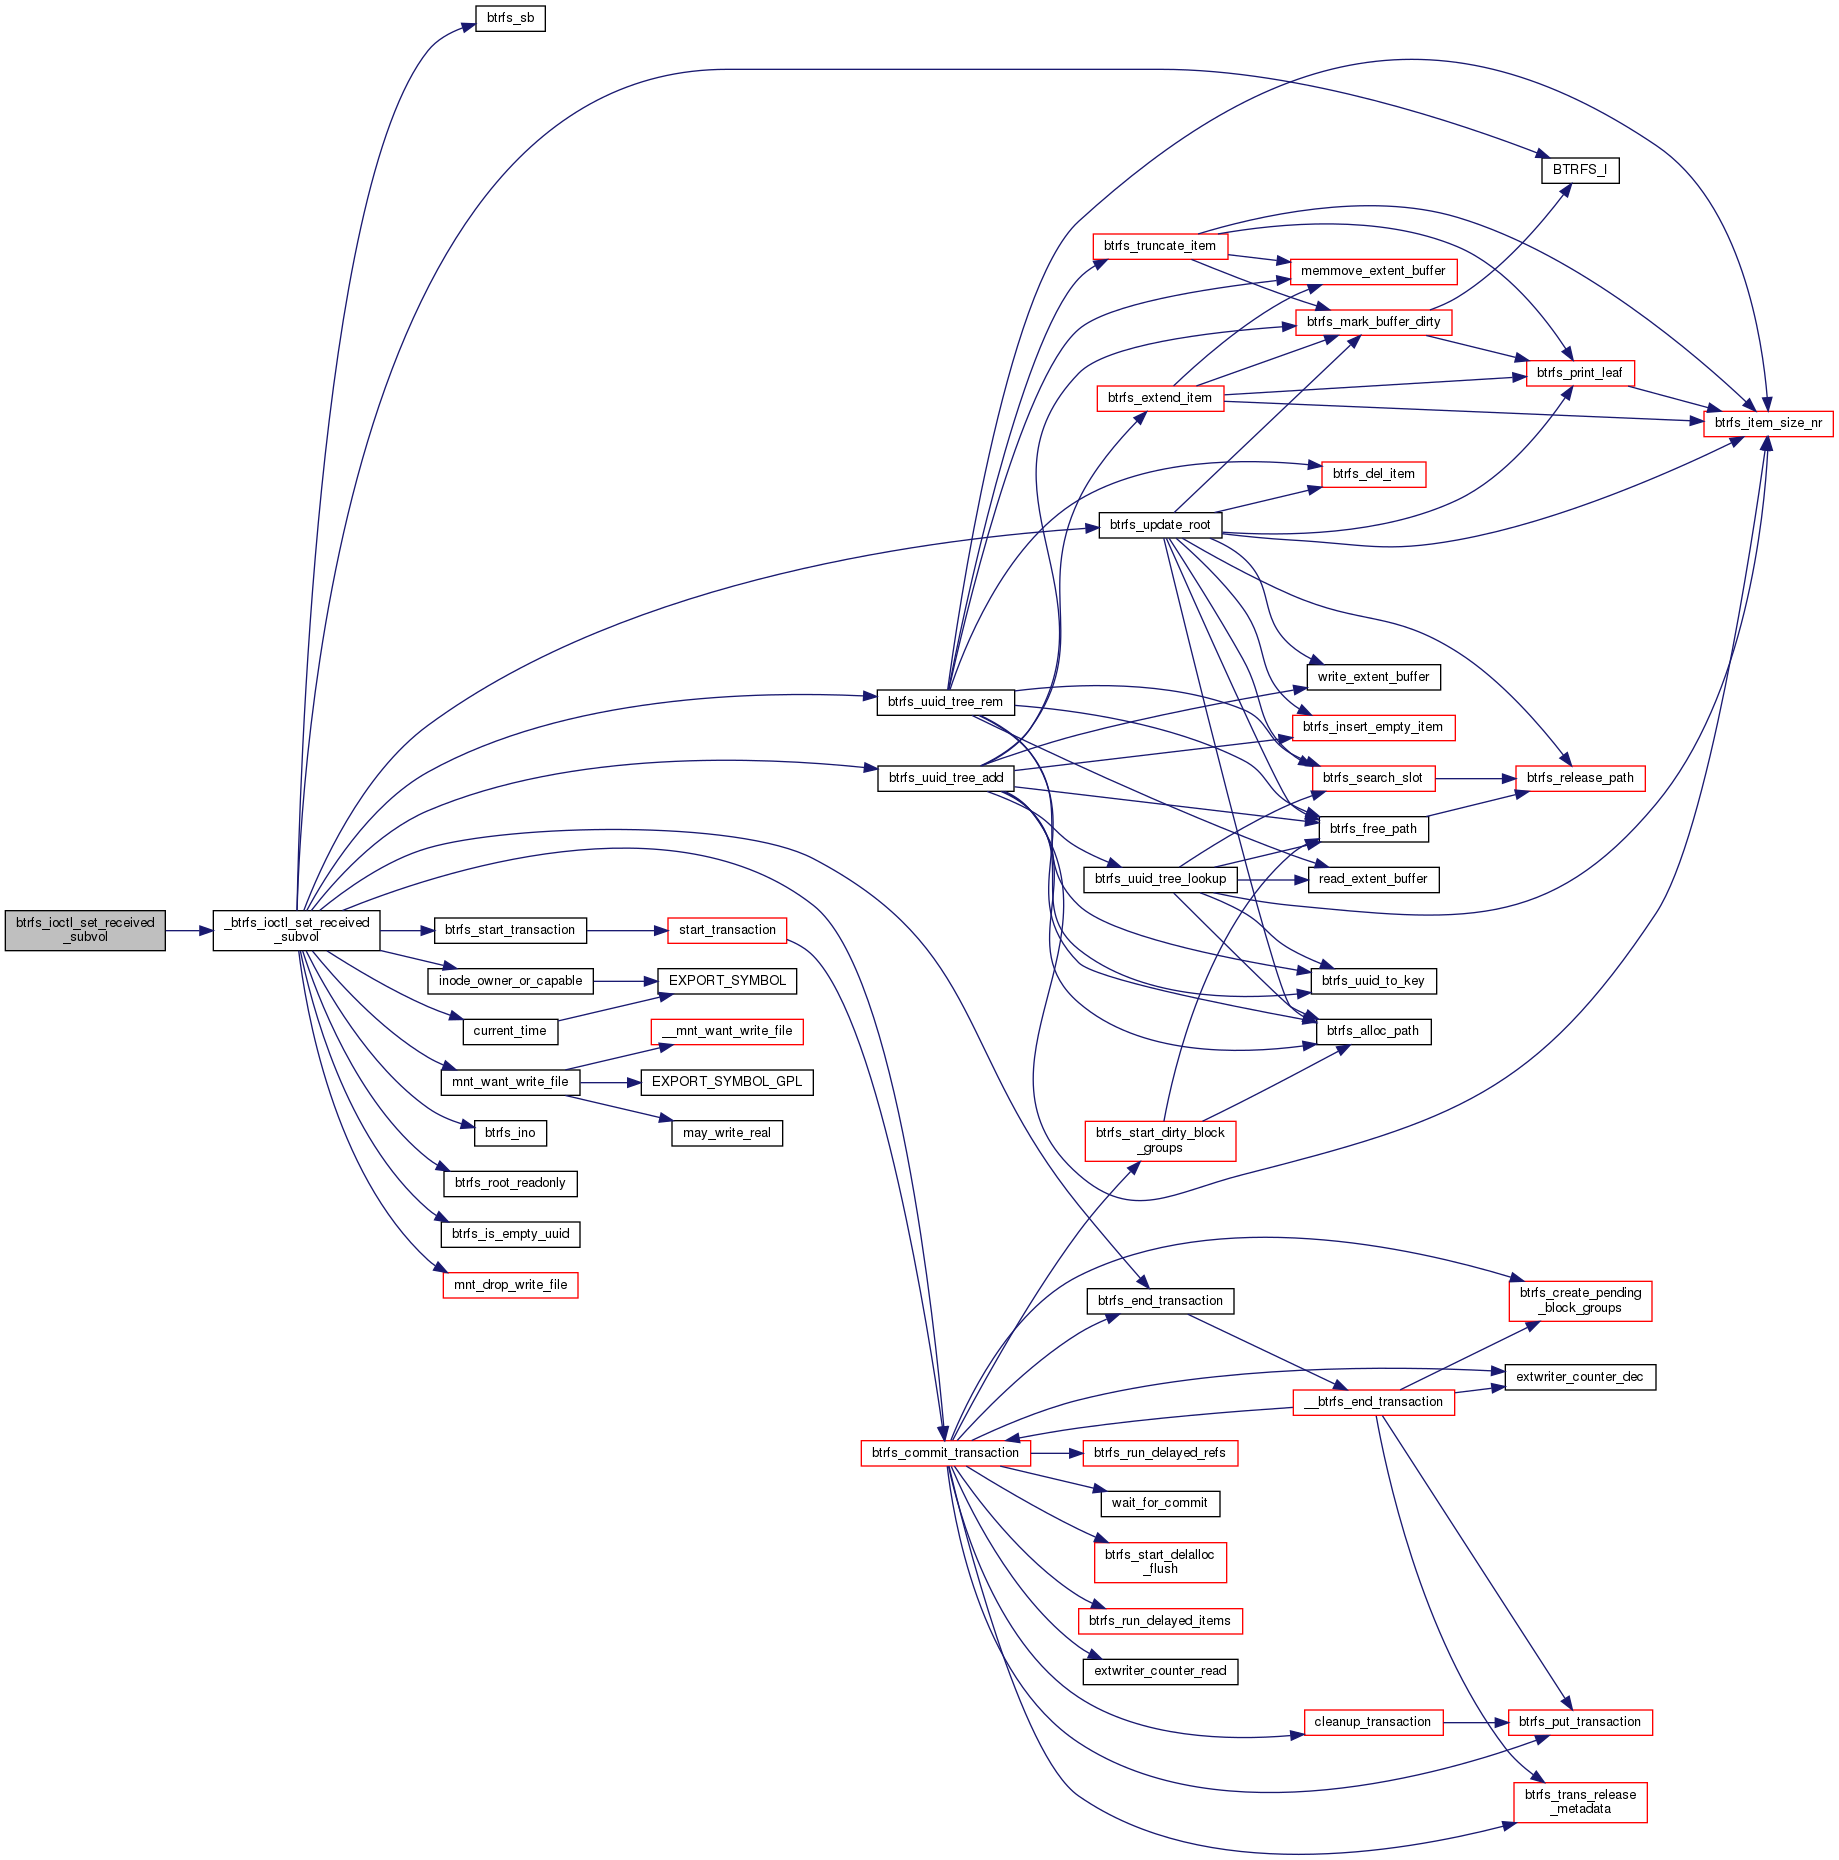 btrfs_sb
BTRFS_I
btrfs_truncate_item
memmove_extent_buffer
btrfs_mark_buffer_dirty
btrfs_print_leaf
btrfs_extend_item
btrfs_item_size_nr
btrfs_del_item
btrfs_update_root
write_extent_buffer
btrfs_uuid_tree_rem
btrfs_insert_empty_item
btrfs_uuid_tree_add
btrfs_search_slot
btrfs_release_path
btrfs_free_path
btrfs_uuid_tree_lookup
read_extent_buffer
btrfs_ioctl_set_received
_subvol
_btrfs_ioctl_set_received
_subvol
btrfs_start_transaction
start_transaction
inode_owner_or_capable
EXPORT_SYMBOL
btrfs_uuid_to_key
current_time
__mnt_want_write_file
btrfs_alloc_path
mnt_want_write_file
EXPORT_SYMBOL_GPL
btrfs_ino
may_write_real
btrfs_start_dirty_block
_groups
btrfs_root_readonly
btrfs_is_empty_uuid
mnt_drop_write_file
btrfs_end_transaction
btrfs_create_pending
_block_groups
extwriter_counter_dec
__btrfs_end_transaction
btrfs_commit_transaction
btrfs_run_delayed_refs
wait_for_commit
btrfs_start_delalloc
_flush
btrfs_run_delayed_items
extwriter_counter_read
cleanup_transaction
btrfs_put_transaction
btrfs_trans_release
_metadata